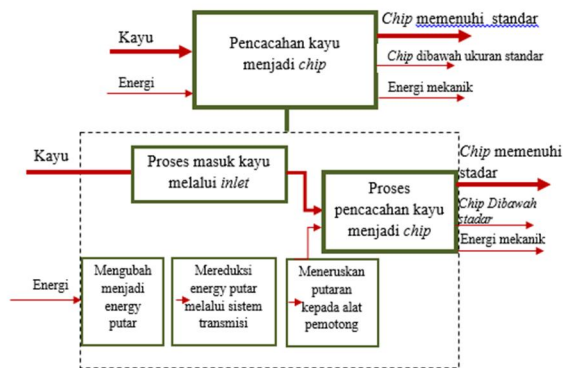 Chip memenuhi standar
Kayu
Pencacahan kayu
menjadi chip
Chip dibawah ukuran standar
Energi
Energi mekanik
Kayu
Proses masuk kayu
melalui inlet
Chip memenuhi
stadar
Proses
pencacahan kayu
menjadi chip
Chip Dibawah
stadar
Energi mekanik
Energi
Mengubah
menjadi
energy
putar
Mereduksi
energy putar
melalui sistem
transmisi
Meneruskan
putaran
kepada alat
pemotong